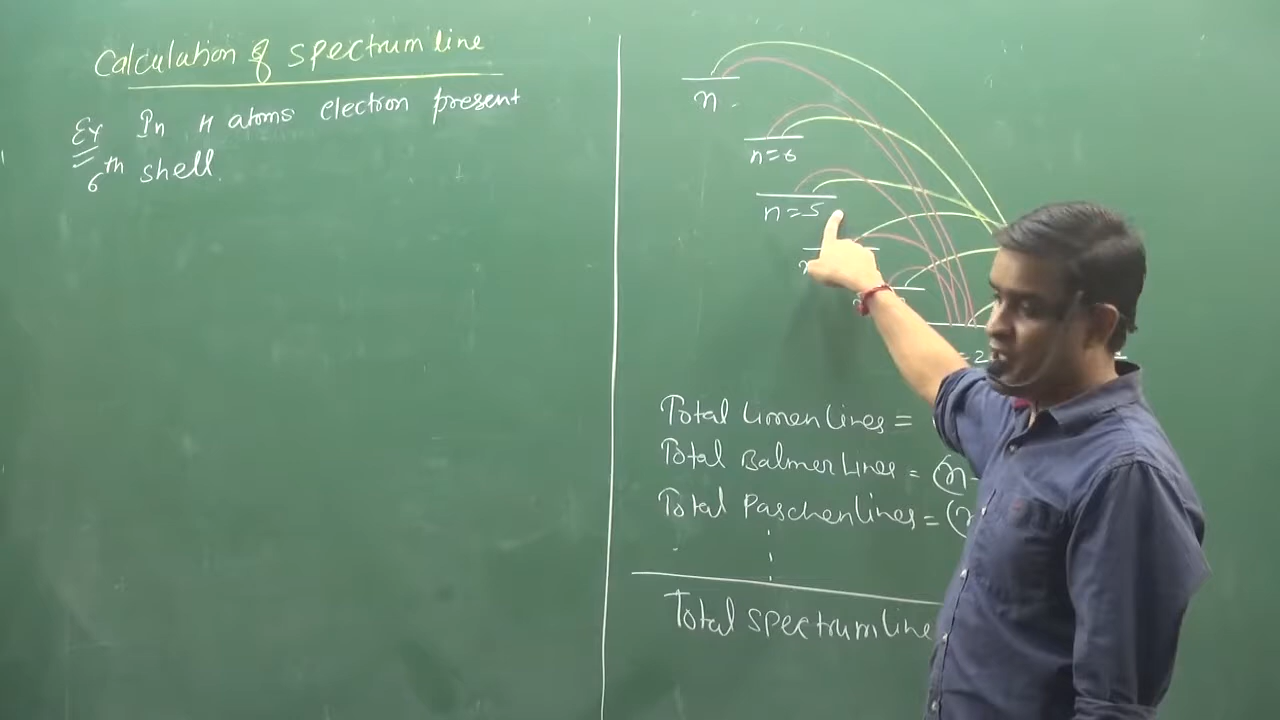 Calculation of spectrum line
Ex In H atoms electron present
6th shell.
n
n=6
n=5
=2
Total Limen lines =
Total Balmer Lines = (n-
Total Paschen lines = (
Total spectrum line